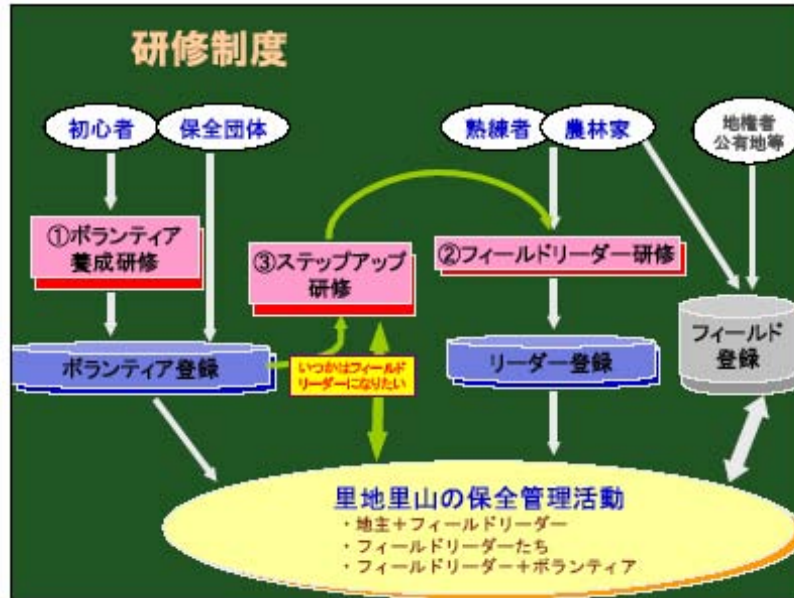 研修制度
初心者
保全団体
熟練者
農林家
地権者
公有地等
①ボランティア
養成研修
③ステップアップ
研修
②フィールドリーダー研修
ボランティア登録
いつかはフィールド
リーダーになりたい
リーダー登録
フィールド
登録
里地里山の保全管理活動
・地主＋フィールドリーダー
・フィールドリーダーたち
・フィールドリーダー＋ボランティア